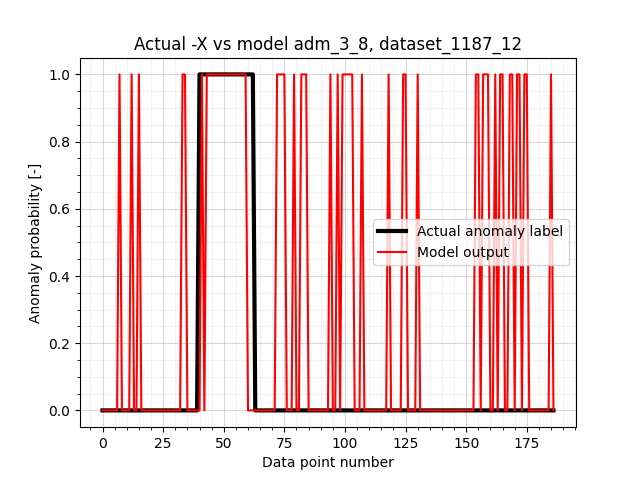 Actual -X vs model adm_3_8, dataset_1187_12
Anomaly probability [-]
1.0
0.8
0.6
0.4
0.2
0.0
Actual anomaly label
Model output
0 25 50 75 100 125 150 175
Data point number